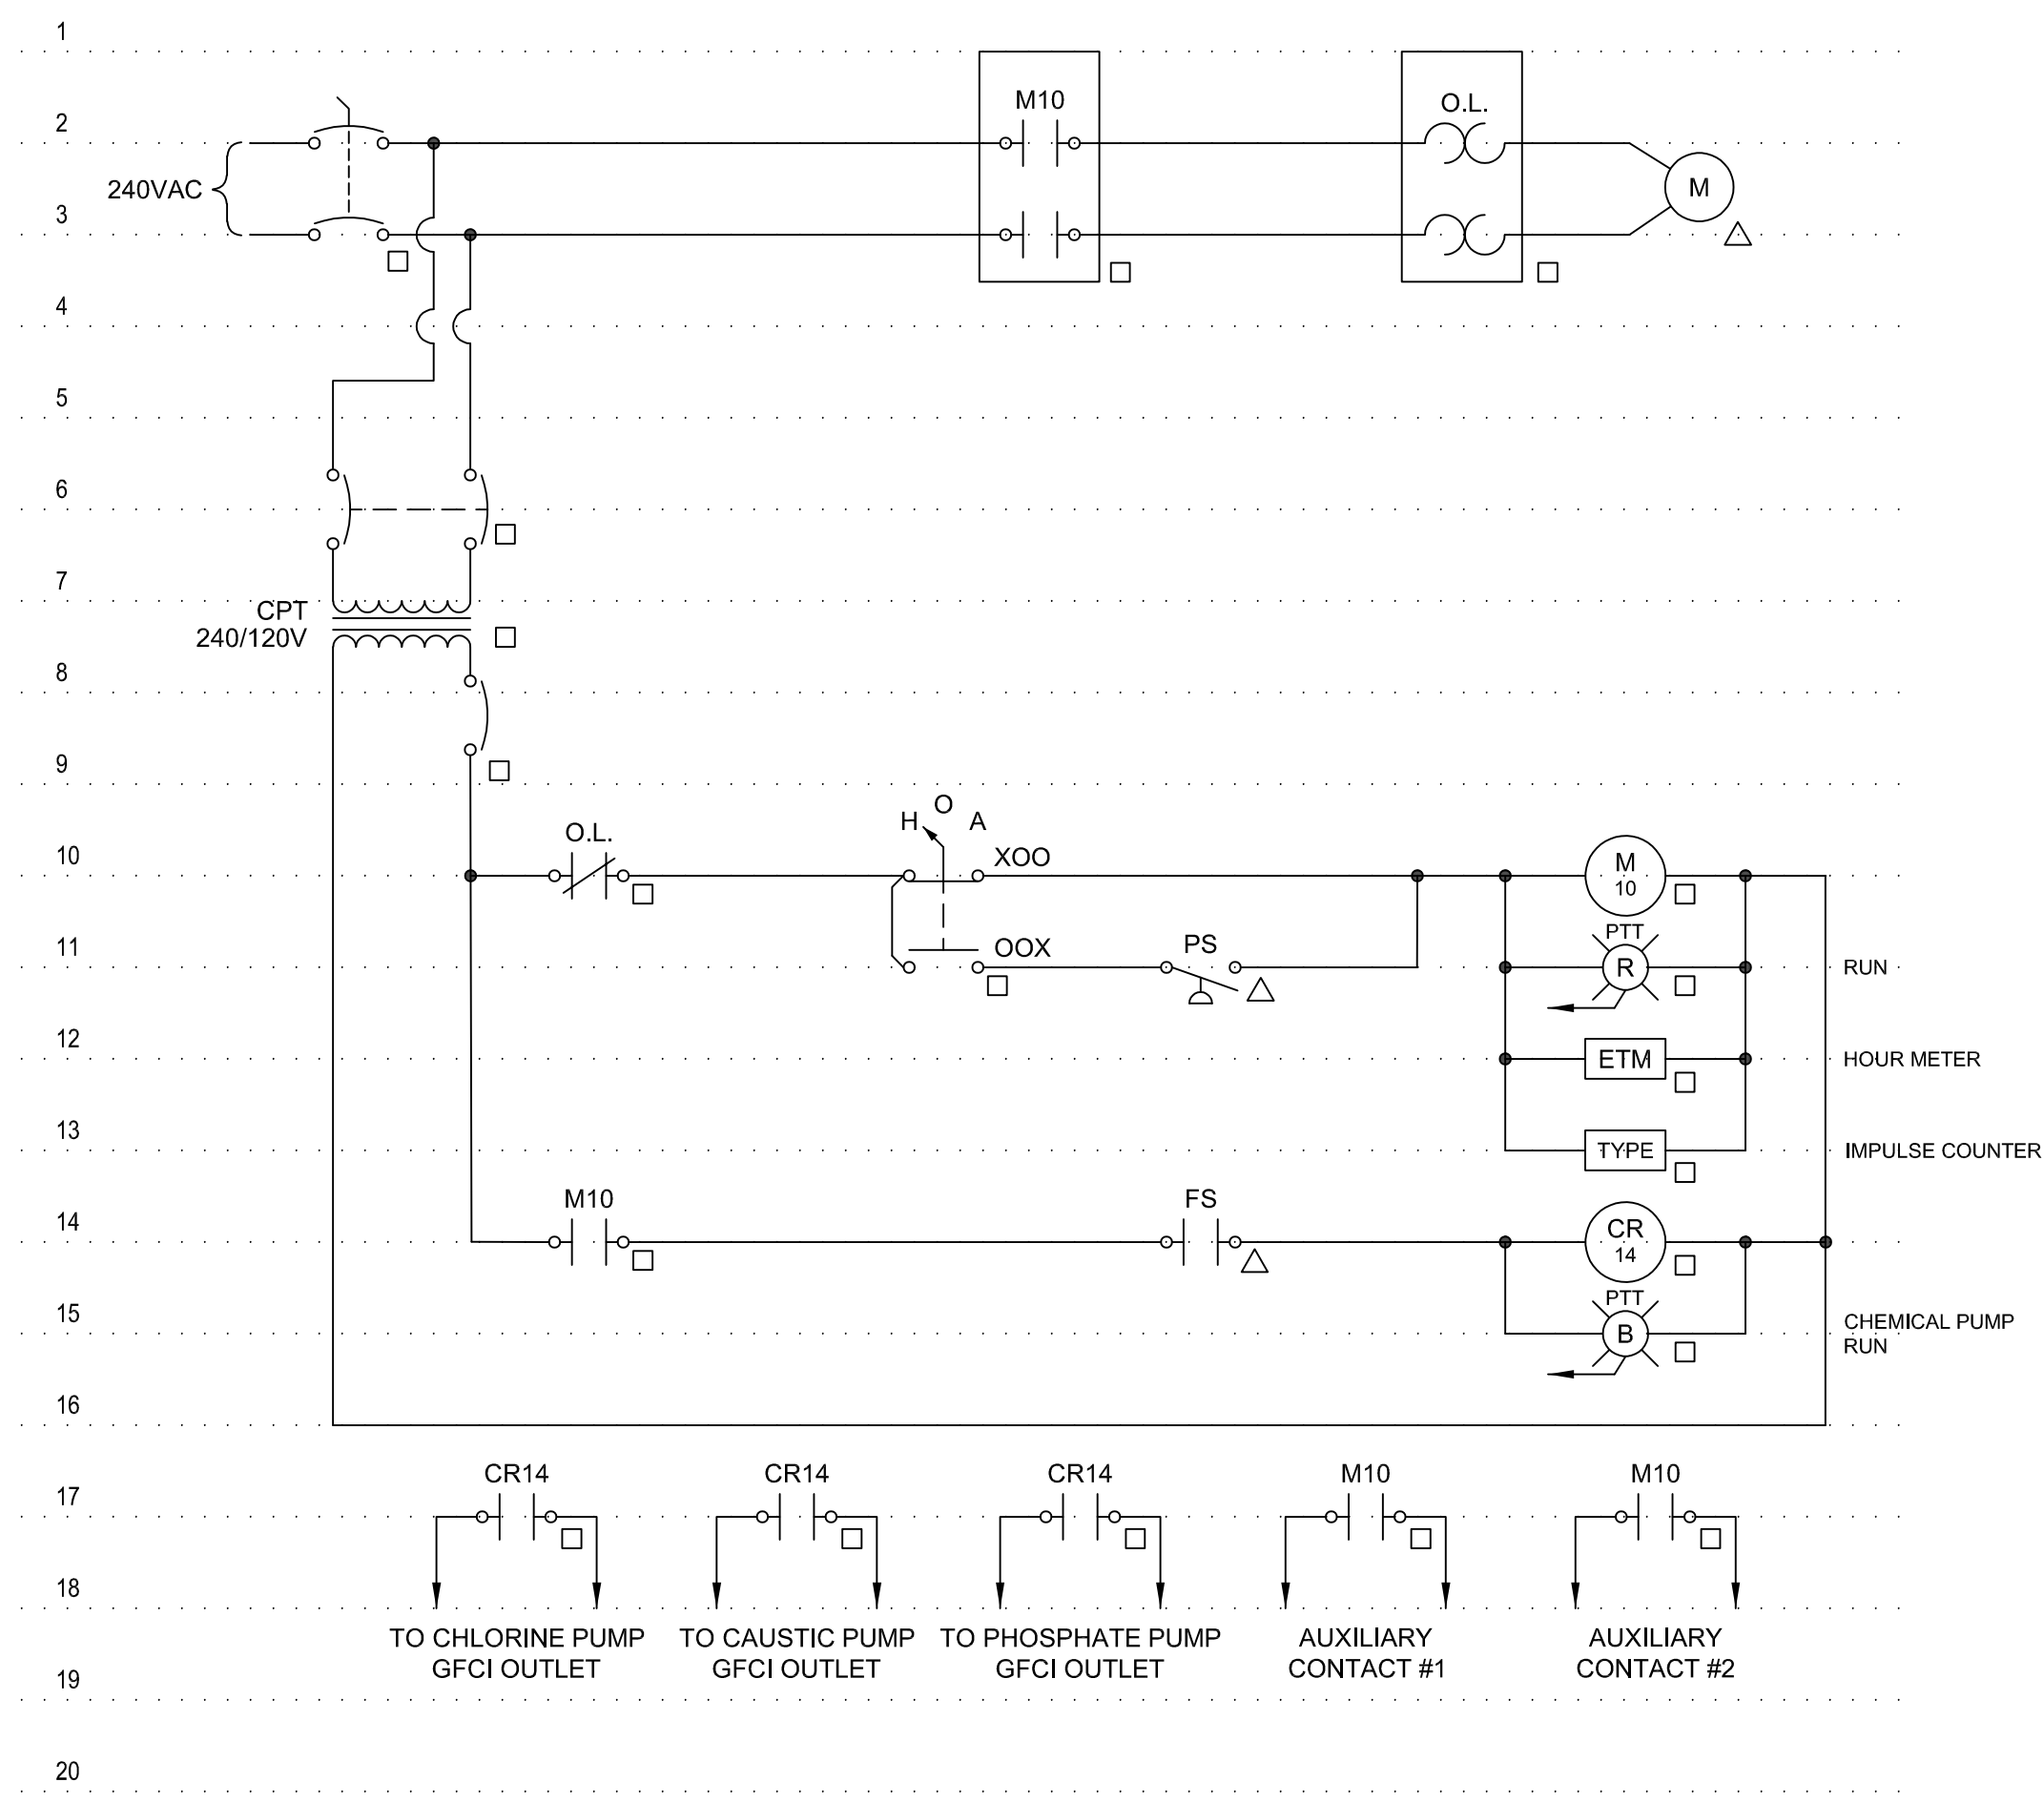 1
2
M10
O.L.
240VAC
M
3
4
5
6
7
CPT
240/120V
8
9
H O A
10
O.L.
XOO
M
10
11
OOX
PS
PTT
R
RUN
12
ETM
HOUR METER
13
TYPE
IMPULSE COUNTER
14
M10
FS
CR
14
15
PTT
B
CHEMICAL PUMP
RUN
16
CR14
CR14
CR14
M10
M10
17
18
TO CHLORINE PUMP
GFCI OUTLET
TO CAUSTIC PUMP
GFCI OUTLET
TO PHOSPHATE PUMP
GFCI OUTLET
AUXILIARY
CONTACT #1
AUXILIARY
CONTACT #2
19
20